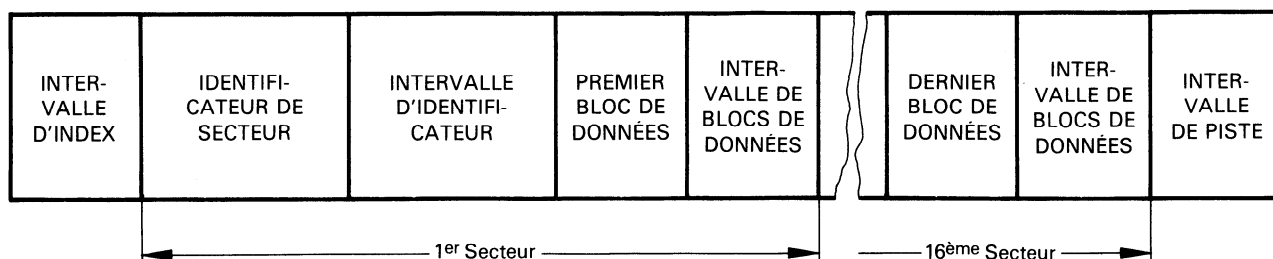 INTER-
VALLE
D'INDEX
IDENTIFI-
CATEUR DE
SECTEUR
INTERVALLE
D'IDENTIFI-
CATEUR
PREMIER
BLOC DE
DONNÉES
INTER-
VALLE DE
BLOCS DE
DONNÉES
DERNIER
BLOC DE
DONNÉES
INTER-
VALLE DE
BLOCS DE
DONNÉES
INTER-
VALLE
DE PISTE
1er Secteur
16ème Secteur